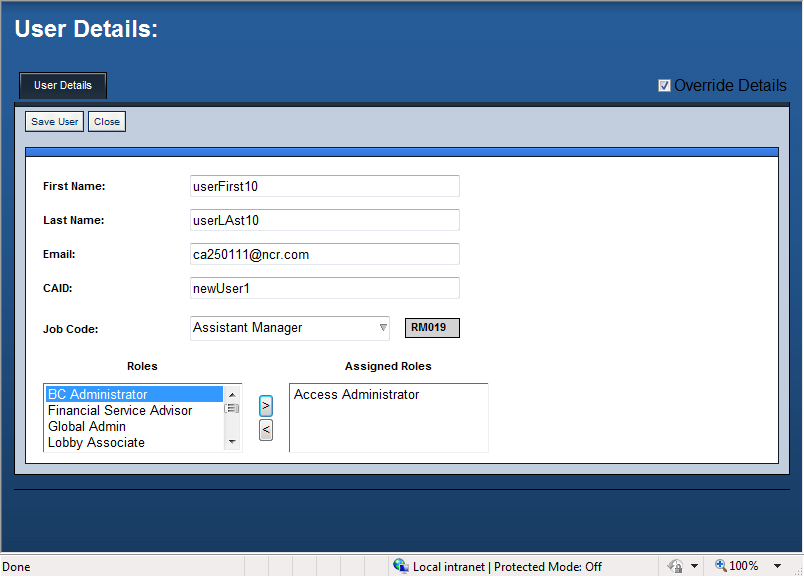 User Details:
User Details
Override Details
Save User Close
First Name: userFirst10
Last Name: userLAst10
Email: ca250111@ncr.com
CAID: newUser1
Job Code: Assistant Manager RM019
Roles Assigned Roles
BC Administrator
Financial Service Advisor
Global Admin
Lobby Associate
>
<
Access Administrator
Done Local intranet | Protected Mode: Off 100%